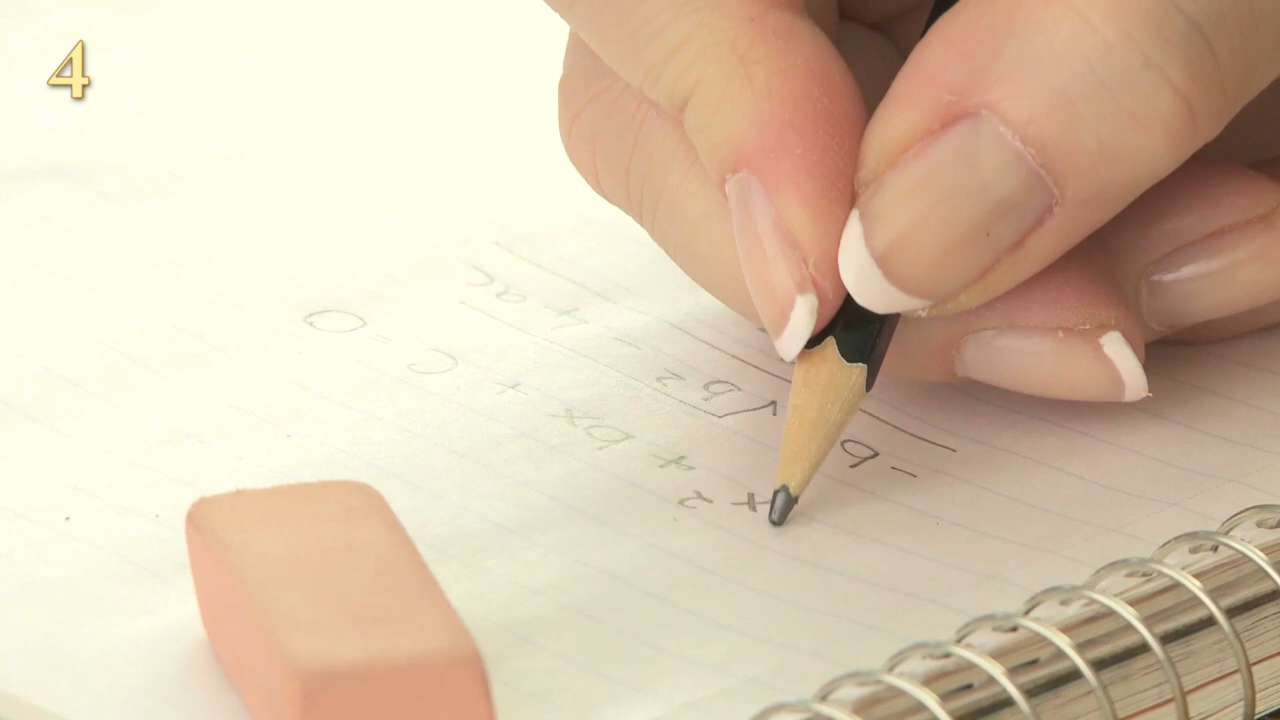 4
x² + bx + c = 0
-b √b² - 4ac